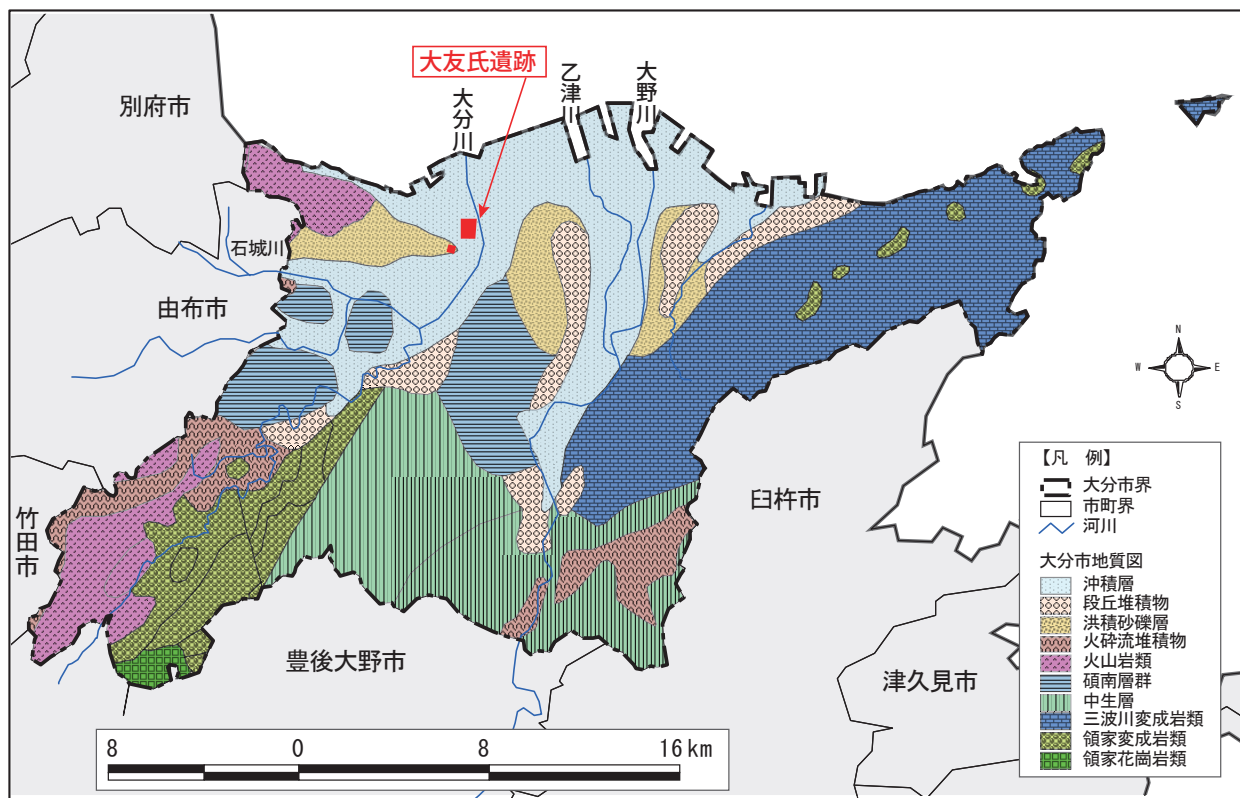 大友氏遺跡
大分川
乙津川
大野川
別府市
石城川
由布市
竹田市
臼杵市
豊後大野市
津久見市
N
W E
S
【凡 例】
大分市界
市町界
河川
大分市地質図
沖積層
段丘堆積物
洪積砂礫層
火砕流堆積物
火山岩類
碩南層群
中生層
三波川変成岩類
領家変成岩類
領家花崗岩類
8 0 8 16km